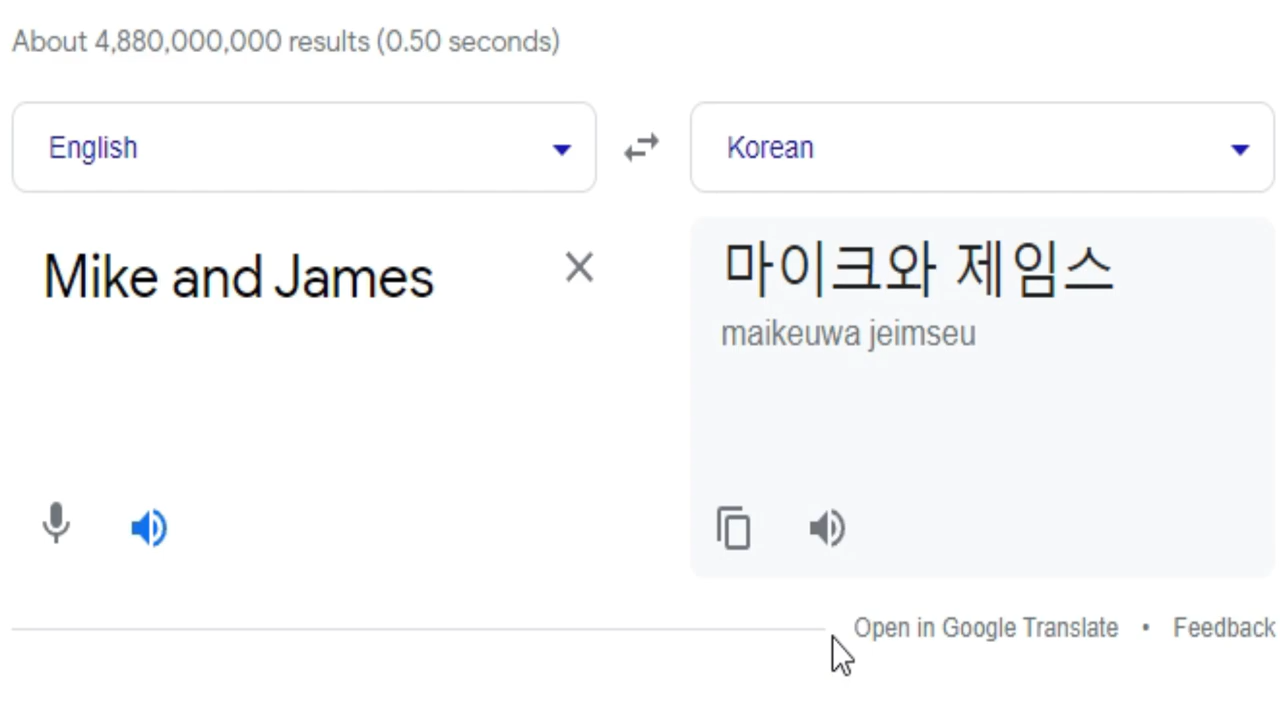 About 4,880,000,000 results (0.50 seconds)
English
Korean
Mike and James
마이크와 제임스
maikeuwa jeimseu
Open in Google Translate • Feedback